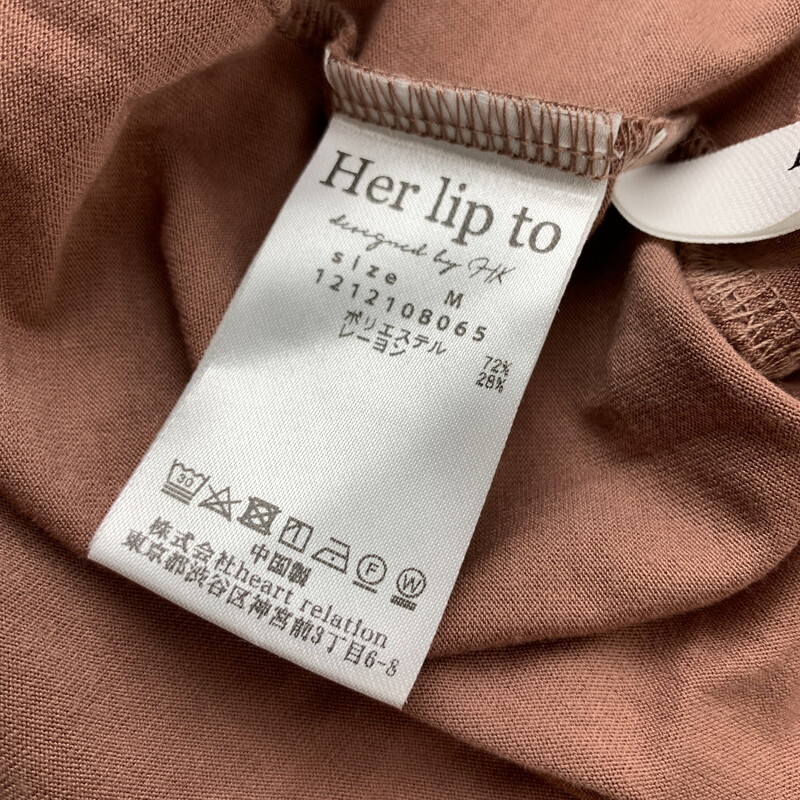 Her lip to
designed by HK
size M
1212108065
ポリエステル 72%
レーヨン 28%
30
F
W
中国製
株式会社heart relation
東京都渋谷区神宮前3丁目6-8